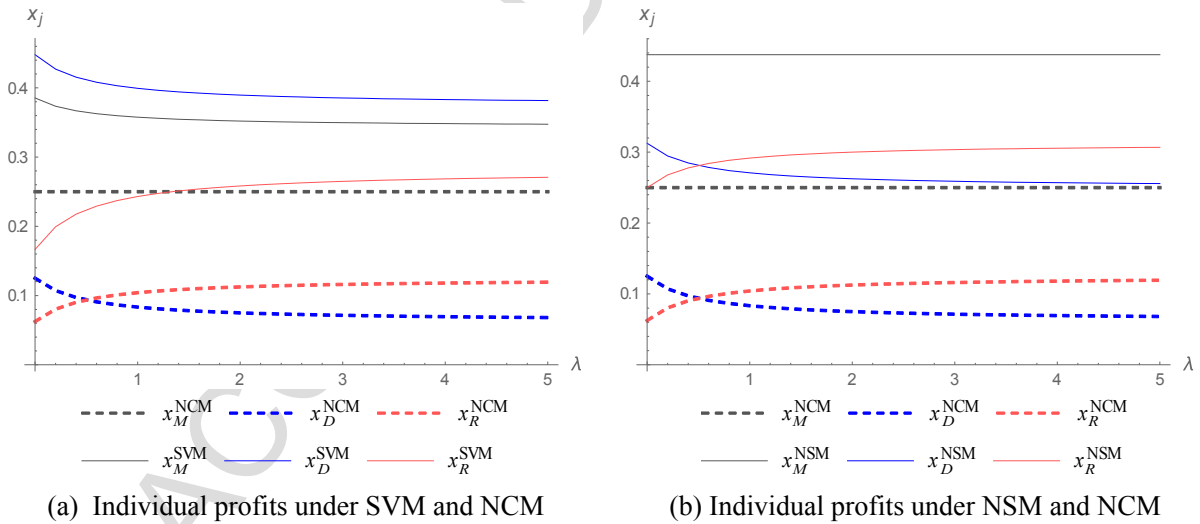 x_j
0.4
0.3
0.2
0.1
1 2 3 4 5 λ
x_M^NCM x_D^NCM x_R^NCM
x_M^SVM x_D^SVM x_R^SVM
(a) Individual profits under SVM and NCM
x_j
0.4
0.3
0.2
0.1
1 2 3 4 5 λ
x_M^NCM x_D^NCM x_R^NCM
x_M^NSM x_D^NSM x_R^NSM
(b) Individual profits under NSM and NCM